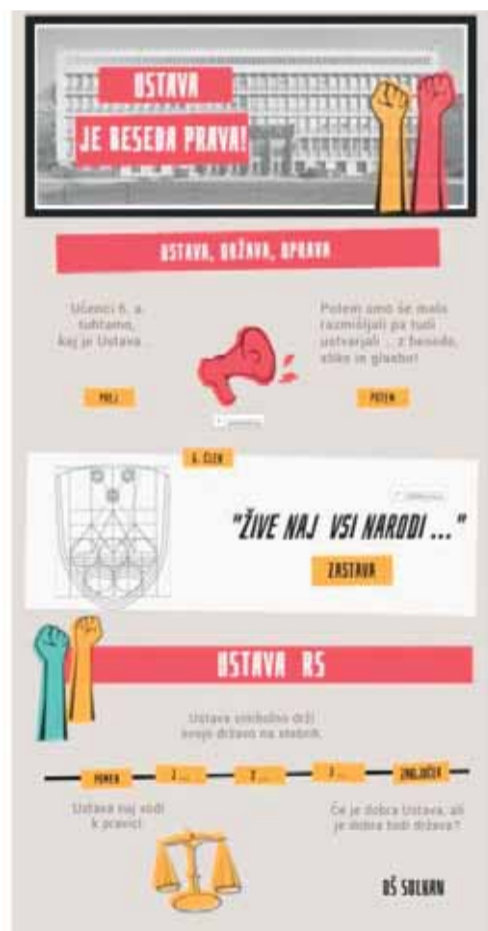 USTAVA
JE BESEDA PRAVA!
USTAVA, DRŽAVA, UPRAVA
Učenci 6. a
tuhtamo,
kaj je Ustava ...
Potem smo še malo
razmišljali pa tudi
ustvarjali ... z besedo,
sliko in glasbo!
PREJ
POTEM
6. ČLEN
"ŽIVE NAJ VSI NARODI ..."
ZASTAVA
USTAVA RS
Ustava simbolno drži
svojo državo na stebrih.
POMEN
1 ...
2 ...
3 ...
ZAKLJUČEK
Ustava naj vodi
k pravici.
Če je dobra Ustava, ali
je dobra tudi država?
OŠ SOLKAN